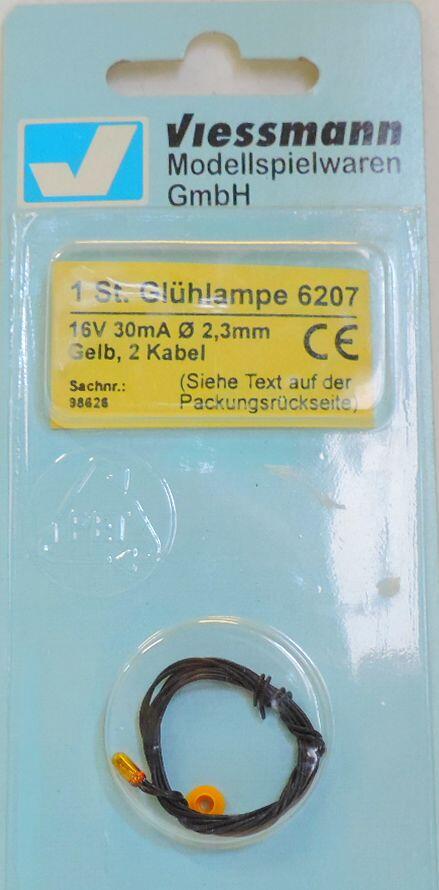 Viessmann
Modellspielwaren
GmbH
1 St. Glühlampe 6207
16V 30mA Ø 2,3mm
Gelb, 2 Kabel
CE
Sachnr.:
98626
(Siehe Text auf der
Packungsrückseite)
PET